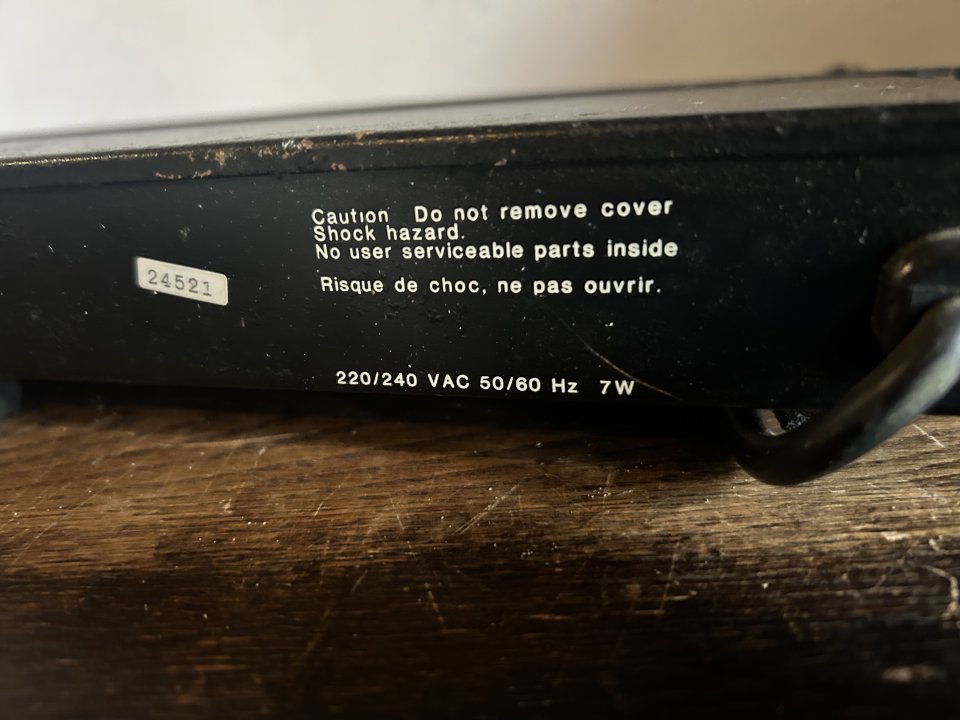 Caution Do not remove cover
Shock hazard.
No user serviceable parts inside
Risque de choc, ne pas ouvrir.
24521
220/240 VAC 50/60 Hz 7W